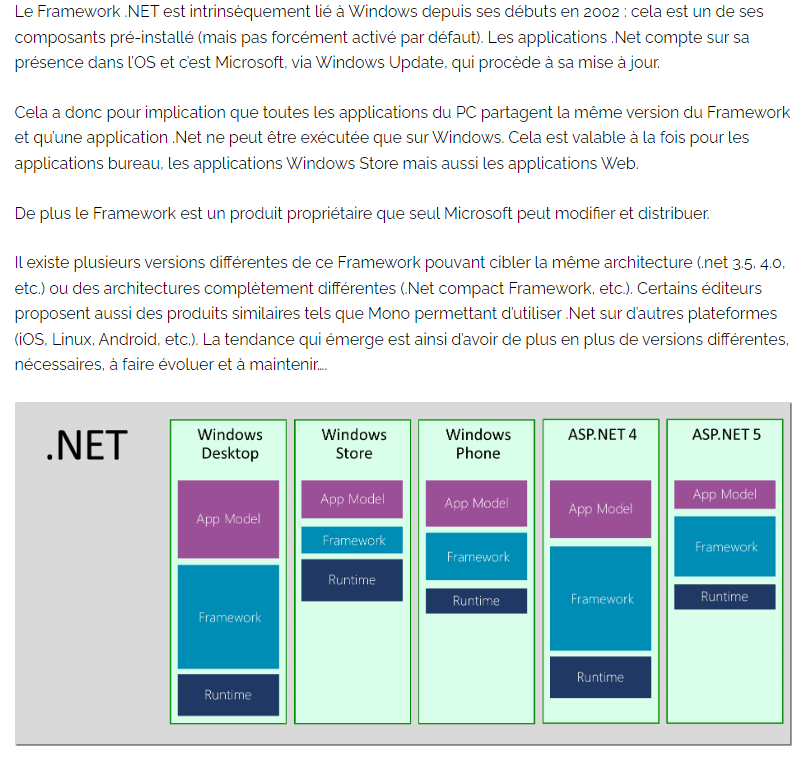 Le Framework .NET est intrinsèquement lié à Windows depuis ses débuts en 2002 : cela est un de ses
composants pré-installé (mais pas forcément activé par défaut). Les applications .Net compte sur sa
présence dans l'OS et c'est Microsoft, via Windows Update, qui procède à sa mise à jour.
Cela a donc pour implication que toutes les applications du PC partagent la même version du Framework
et qu'une application .Net ne peut être exécutée que sur Windows. Cela est valable à la fois pour les
applications bureau, les applications Windows Store mais aussi les applications Web.
De plus le Framework est un produit propriétaire que seul Microsoft peut modifier et distribuer.
Il existe plusieurs versions différentes de ce Framework pouvant cibler la même architecture (.net 3.5, 4.0,
etc.) ou des architectures complètement différentes (.Net compact Framework, etc.). Certains éditeurs
proposent aussi des produits similaires tels que Mono permettant d'utiliser .Net sur d'autres plateformes
(iOS, Linux, Android, etc.). La tendance qui émerge est ainsi d'avoir de plus en plus de versions différentes,
nécessaires, à faire évoluer et à maintenir….
.NET
Windows
Desktop
App Model
Framework
Runtime
Windows
Store
App Model
Framework
Runtime
Windows
Phone
App Model
Framework
Runtime
ASP.NET 4
App Model
Framework
Runtime
ASP.NET 5
App Model
Framework
Runtime